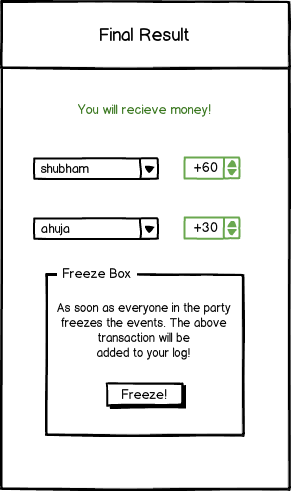 Final Result
You will recieve money!
shubham
+60
ahuja
+30
Freeze Box
As soon as everyone in the party
freezes the events. The above
transaction will be
added to your log!
Freeze!